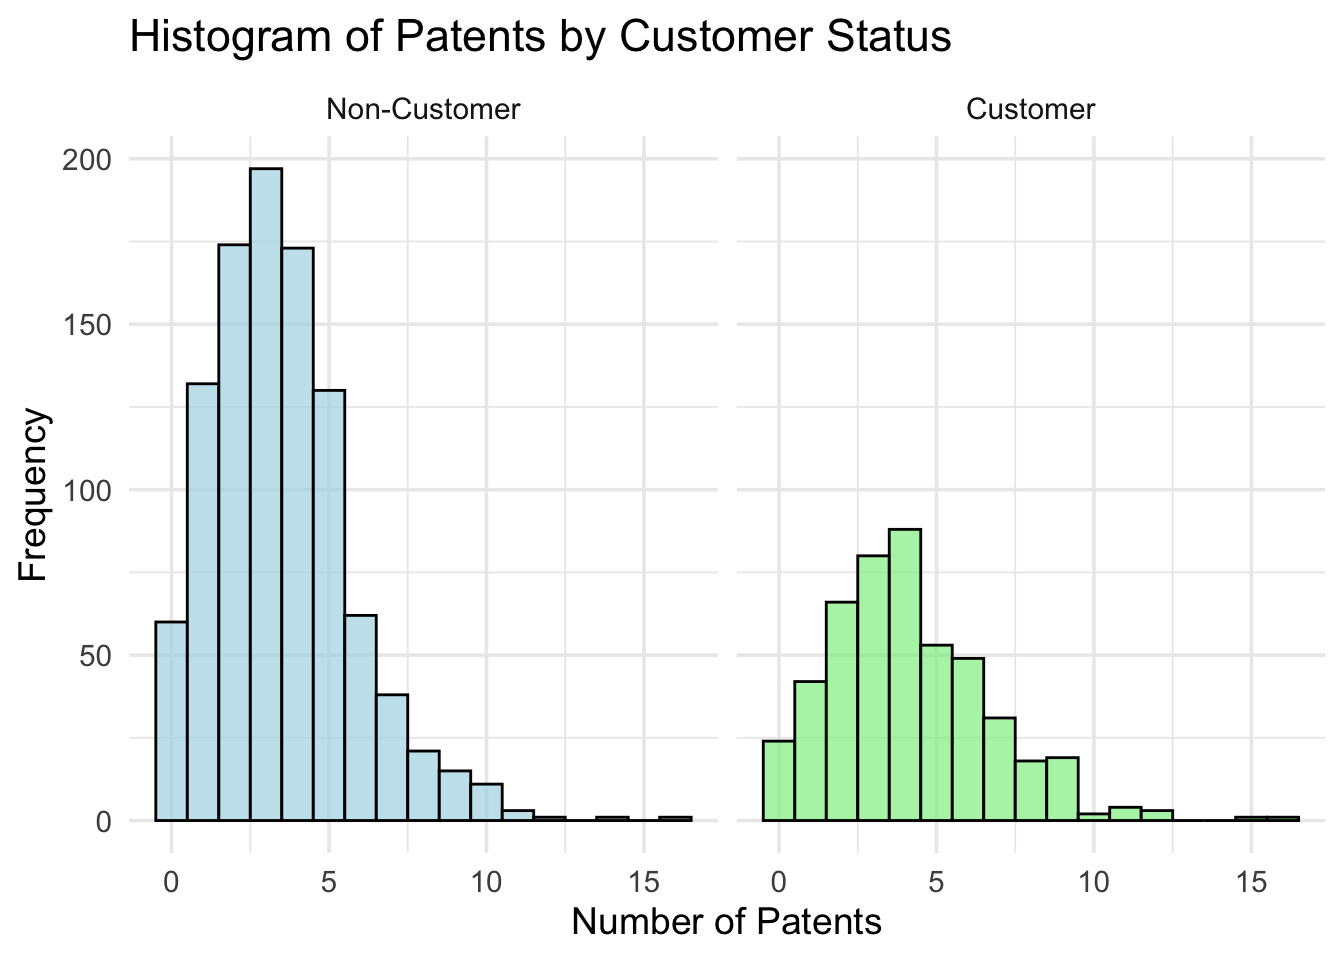 Histogram of Patents by Customer Status
Non-Customer
Customer
200
150
100
50
0
Frequency
0 5 10 15
0 5 10 15
Number of Patents